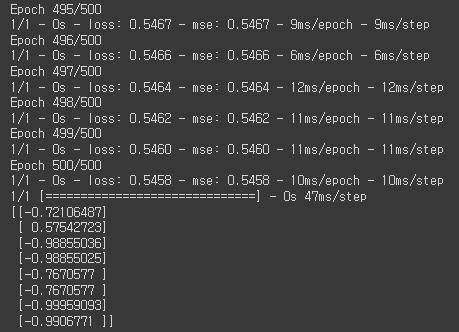 Epoch 495/500
1/1 - 0s - loss: 0.5467 - mse: 0.5467 - 9ms/epoch - 9ms/step
Epoch 496/500
1/1 - 0s - loss: 0.5466 - mse: 0.5466 - 6ms/epoch - 6ms/step
Epoch 497/500
1/1 - 0s - loss: 0.5464 - mse: 0.5464 - 12ms/epoch - 12ms/step
Epoch 498/500
1/1 - 0s - loss: 0.5462 - mse: 0.5462 - 11ms/epoch - 11ms/step
Epoch 499/500
1/1 - 0s - loss: 0.5460 - mse: 0.5460 - 11ms/epoch - 11ms/step
Epoch 500/500
1/1 - 0s - loss: 0.5458 - mse: 0.5458 - 10ms/epoch - 10ms/step
1/1 [==============================] - 0s 47ms/step
[[-0.72106487]
 [ 0.57542723]
 [-0.98855036]
 [-0.98855025]
 [-0.7670577 ]
 [-0.7670577 ]
 [-0.99959093]
 [-0.9906771 ]]